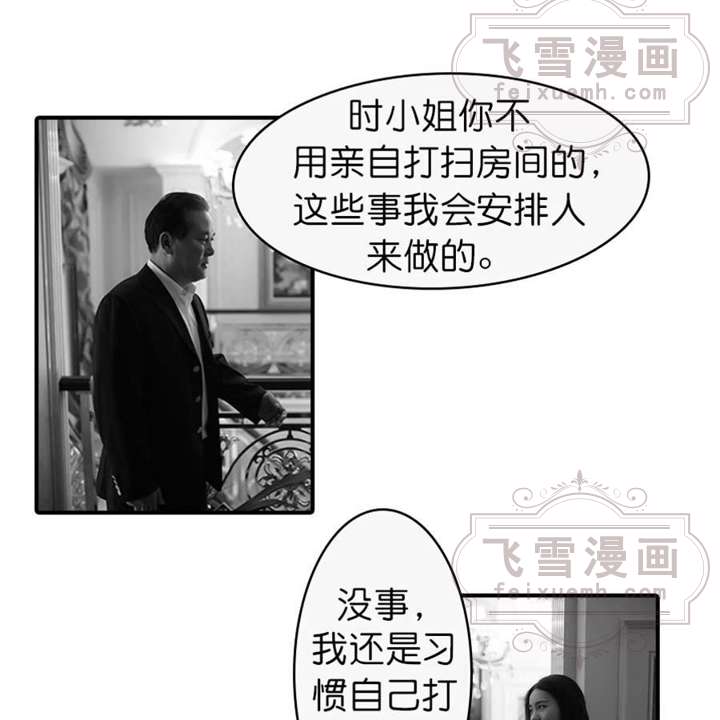 飞雪漫画
feixuemh.com
时小姐你不
用亲自打扫房间的，
这些事我会安排人
来做的。
飞雪漫画
feixuemh.com
没事，
我还是习
惯自己打